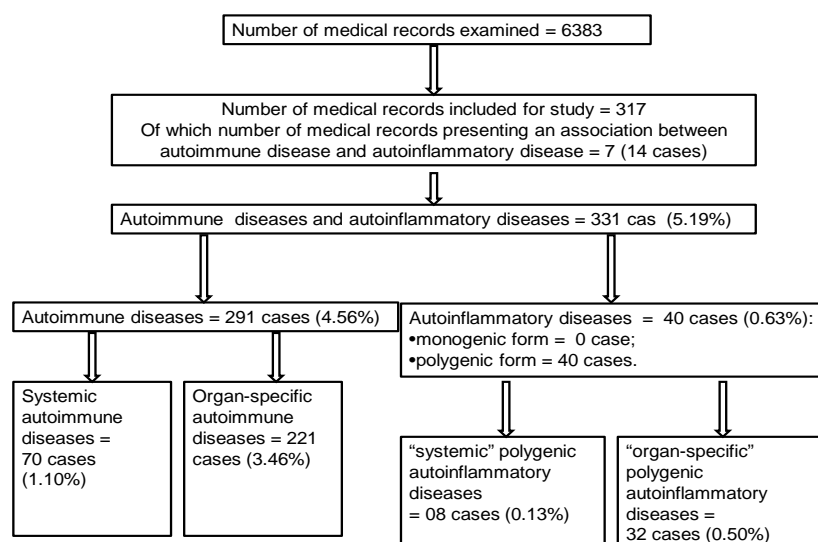 Number of medical records examined = 6383
Number of medical records included for study = 317
Of which number of medical records presenting an association between
autoimmune disease and autoinflammatory disease = 7 (14 cases)
Autoimmune diseases and autoinflammatory diseases = 331 cas (5.19%)
Autoimmune diseases = 291 cases (4.56%)
Autoinflammatory diseases = 40 cases (0.63%):
•monogenic form = 0 case;
•polygenic form = 40 cases.
Systemic
autoimmune
diseases =
70 cases
(1.10%)
Organ-specific
autoimmune
diseases = 221
cases (3.46%)
“systemic” polygenic
autoinflammatory
diseases
= 08 cases (0.13%)
“organ-specific”
polygenic
autoinflammatory
diseases =
32 cases (0.50%)